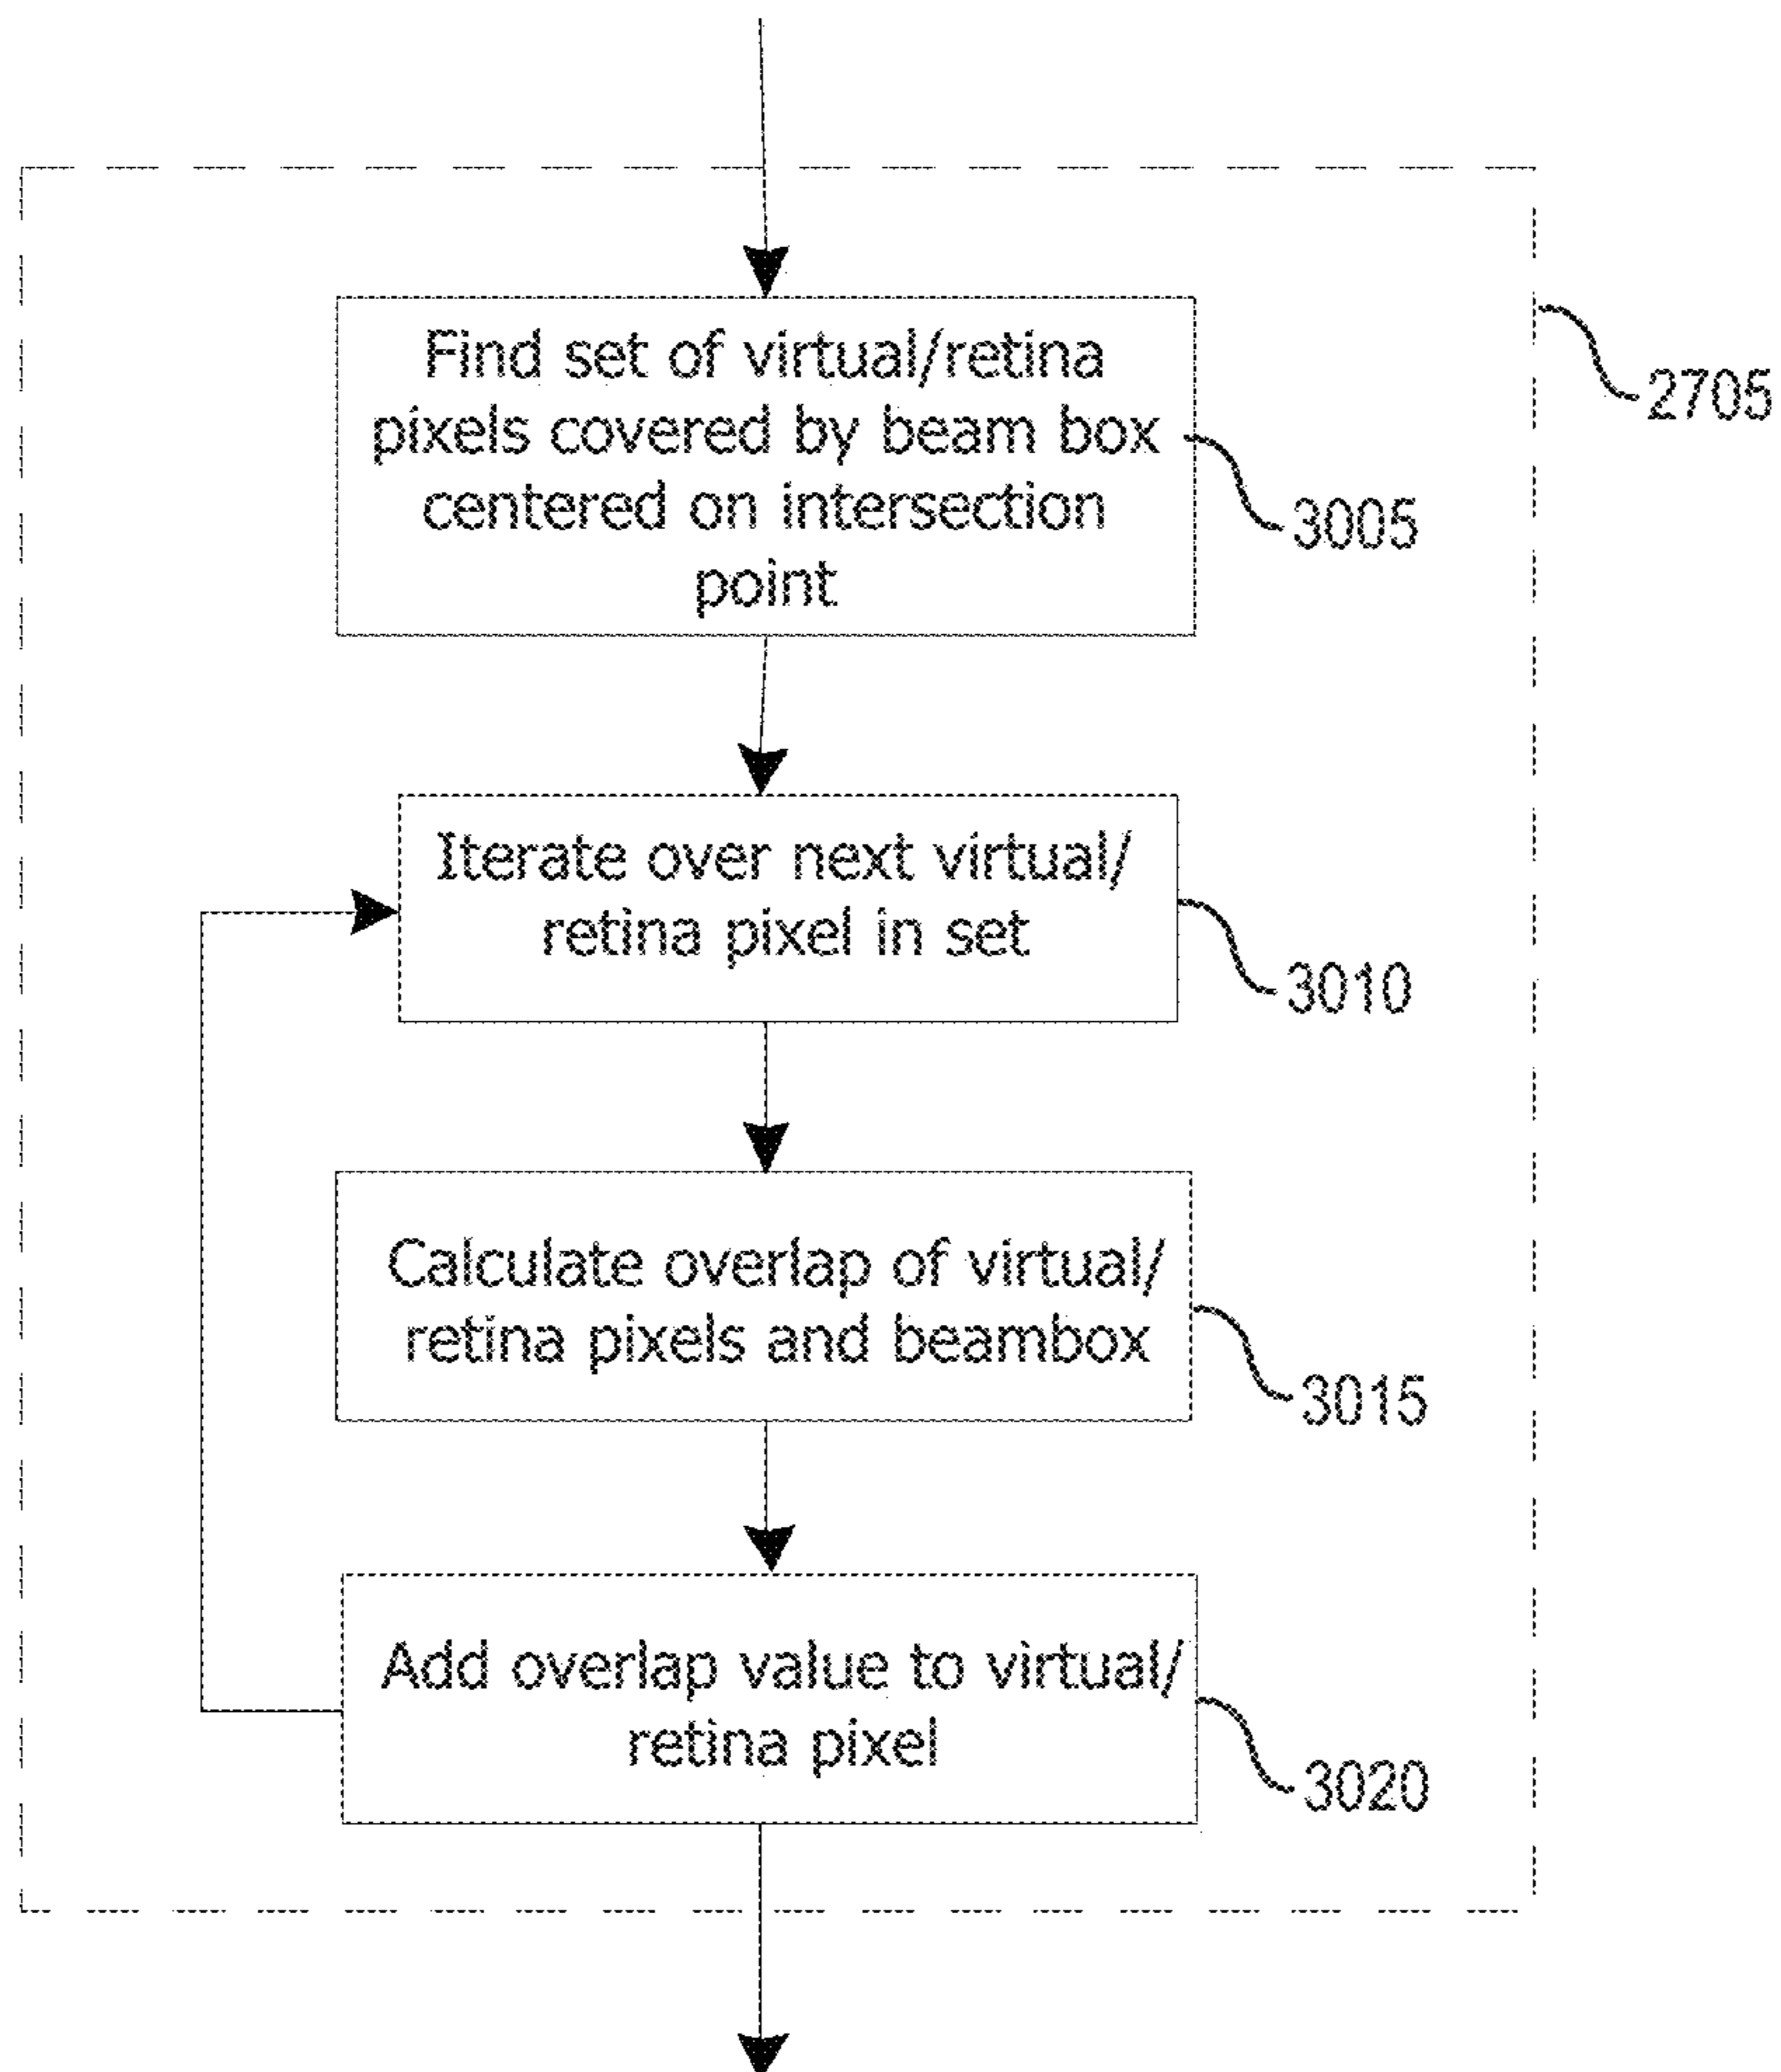 Find set of virtual/retina
pixels covered by beam box
centered on intersection
point
2705
3005
Iterate over next virtual/
retina pixel in set
3010
Calculate overlap of virtual/
retina pixels and beambox
3015
Add overlap value to virtual/
retina pixel
3020